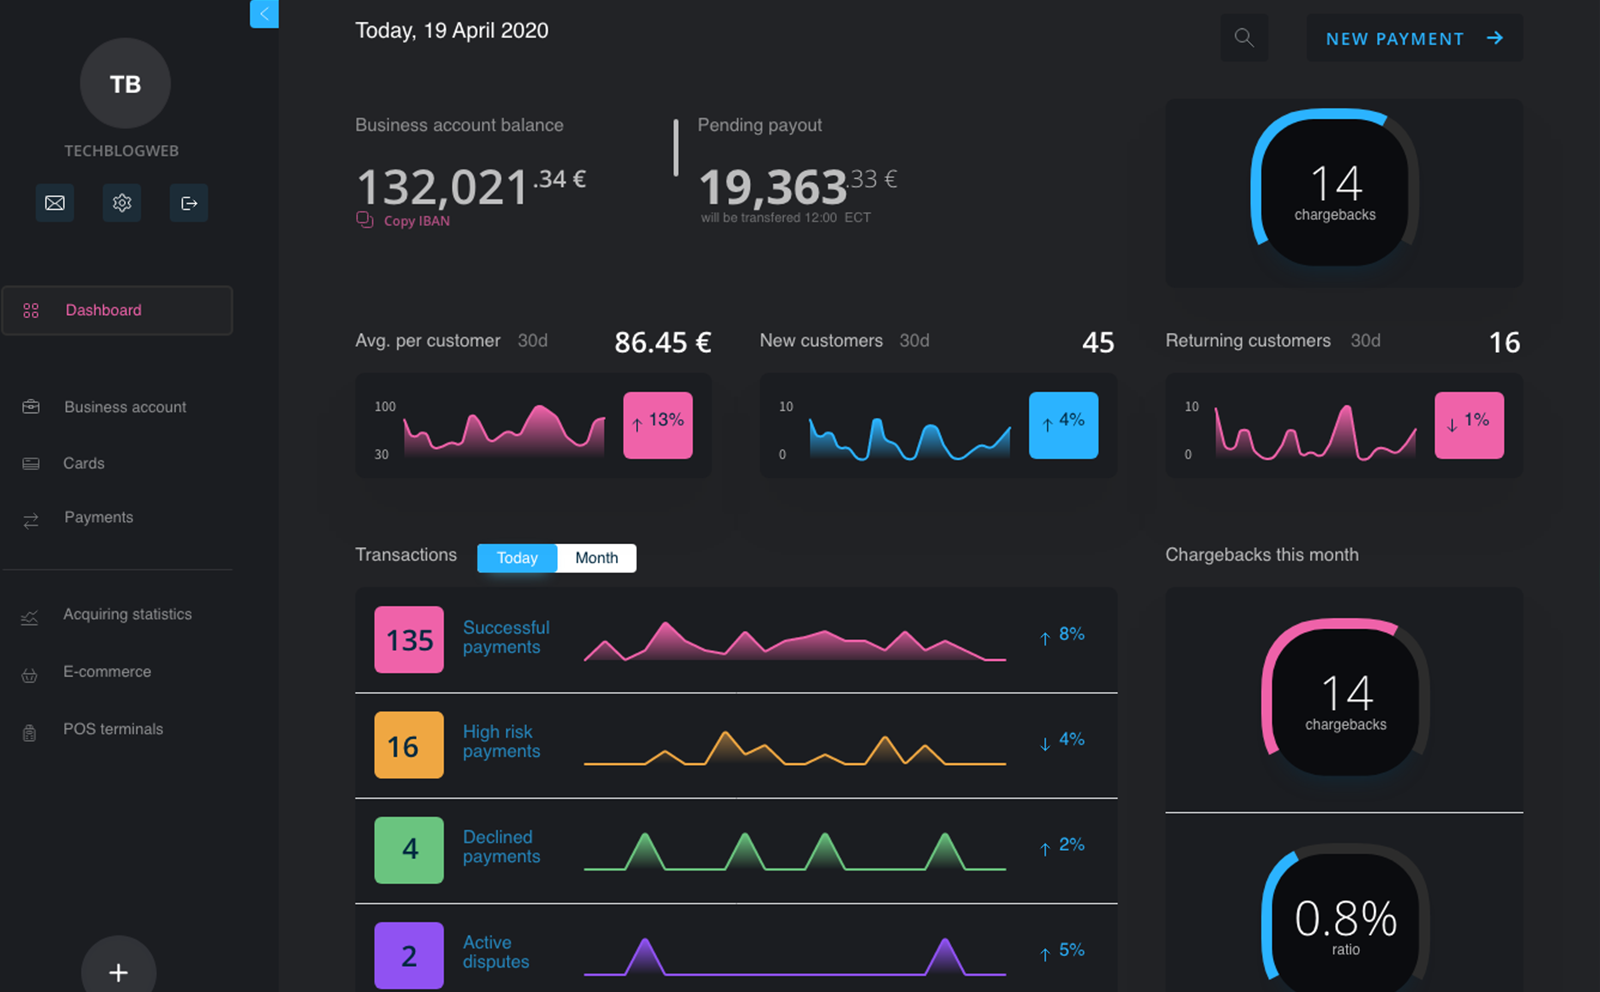 TB
TECHBLOGWEB
Dashboard
Business account
Cards
Payments
Acquiring statistics
E-commerce
POS terminals
+
Today, 19 April 2020
NEW PAYMENT
Business account balance
132,021.34 €
Copy IBAN
Pending payout
19,363.33 €
will be transfered 12:00 ECT
14
chargebacks
Avg. per customer 30d 86.45 €
100
30
↑ 13%
New customers 30d 45
10
0
↑ 4%
Returning customers 30d 16
10
0
↓ 1%
Transactions Today Month
135
Successful
payments
↑ 8%
16
High risk
payments
↓ 4%
4
Declined
payments
↑ 2%
2
Active
disputes
↑ 5%
Chargebacks this month
14
chargebacks
0.8%
ratio